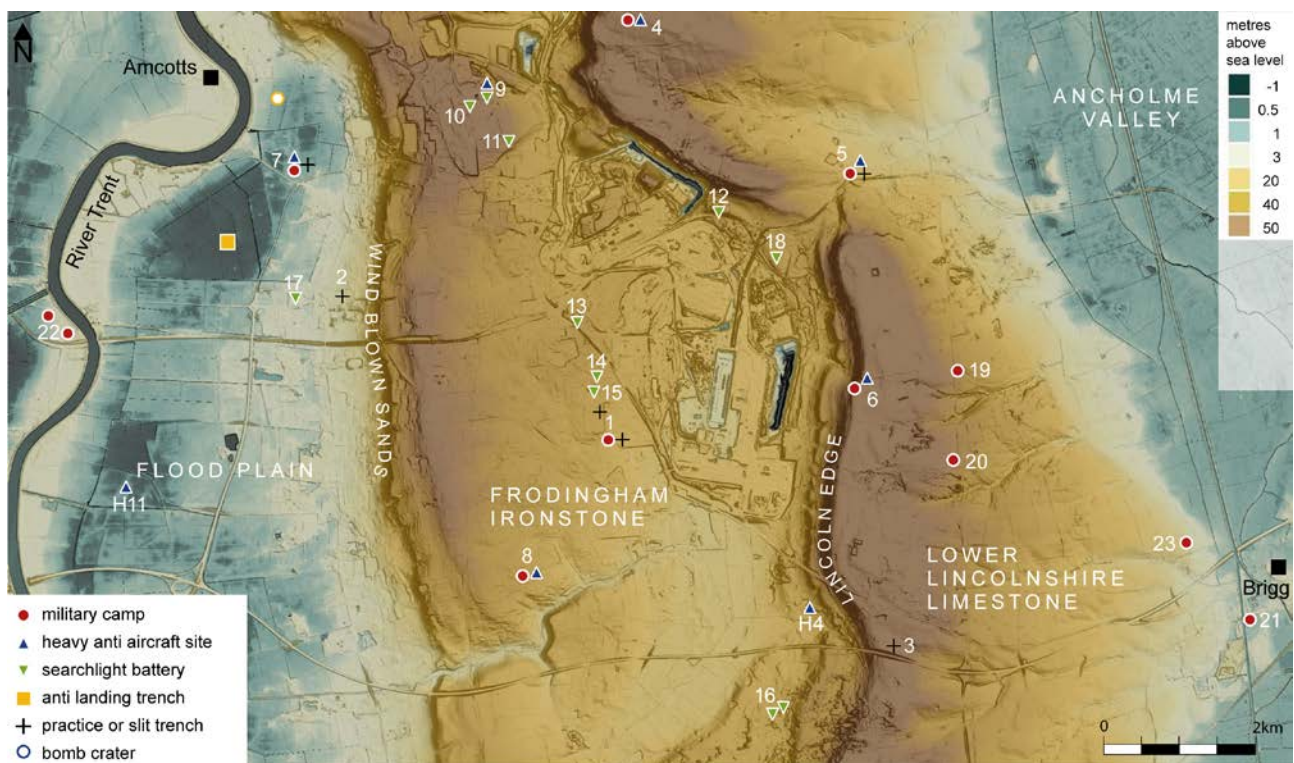 N
Amcotts
River Trent
WIND BLOWN SANDS
FLOOD PLAIN
FRODINGHAM
IRONSTONE
LINCOLN EDGE
LOWER
LINCOLNSHIRE
LIMESTONE
ANCHOLME
VALLEY
Brigg
4
9
10
11
7
5
12
18
17
2
13
22
14
15
19
6
1
20
H11
8
23
H4
21
3
16
metres
above
sea level
-1
0.5
1
3
20
40
50
military camp
heavy anti aircraft site
searchlight battery
anti landing trench
practice or slit trench
bomb crater
0 2km